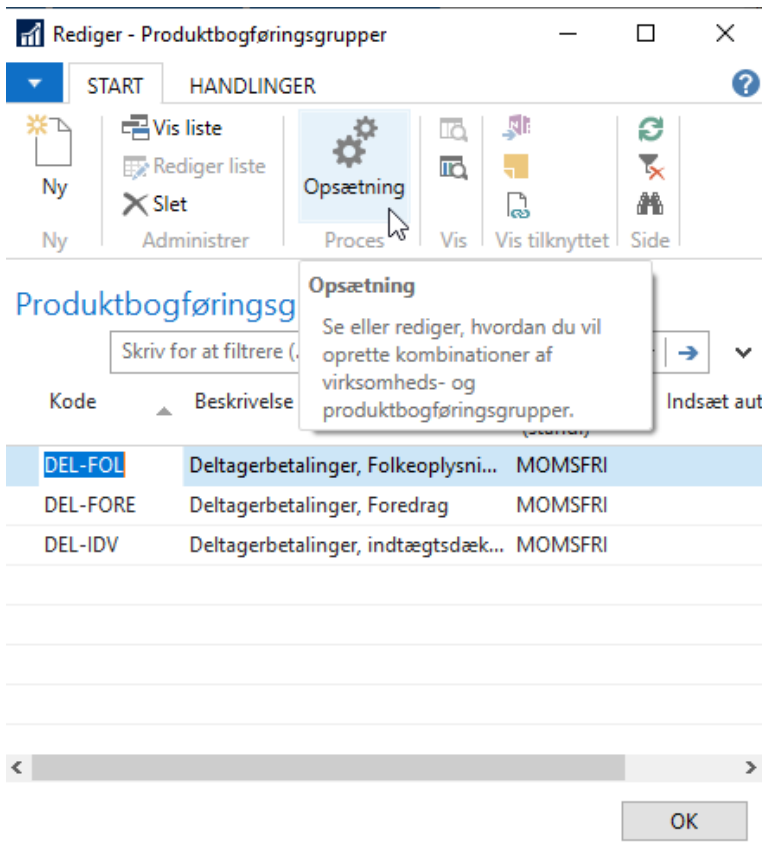 Rediger - Produktbogføringsgrupper
START HANDLINGER
Ny
Vis liste
Rediger liste
Slet
Opsætning
Ny Administrer Proces Vis Vis tilknyttet Side
Produktbogføringsg
Opsætning
Se eller rediger, hvordan du vil
oprette kombinationer af
virksomheds- og
produktbogføringsgrupper.
Skriv for at filtrere (.
Kode Beskrivelse Indsæt aut
DEL-FOL Deltagerbetalinger, Folkeoplysni... MOMSFRI
DEL-FORE Deltagerbetalinger, Foredrag MOMSFRI
DEL-IDV Deltagerbetalinger, indtægtsdæk... MOMSFRI
OK